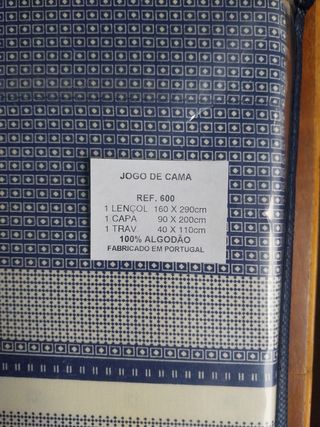 JOGO DE CAMA
REF. 600
1 LENÇOL 160 X 290cm
1 CAPA 90 X 200cm
1 TRAV 40 X 110cm
100% ALGODÃO
FABRICADO EM PORTUGAL